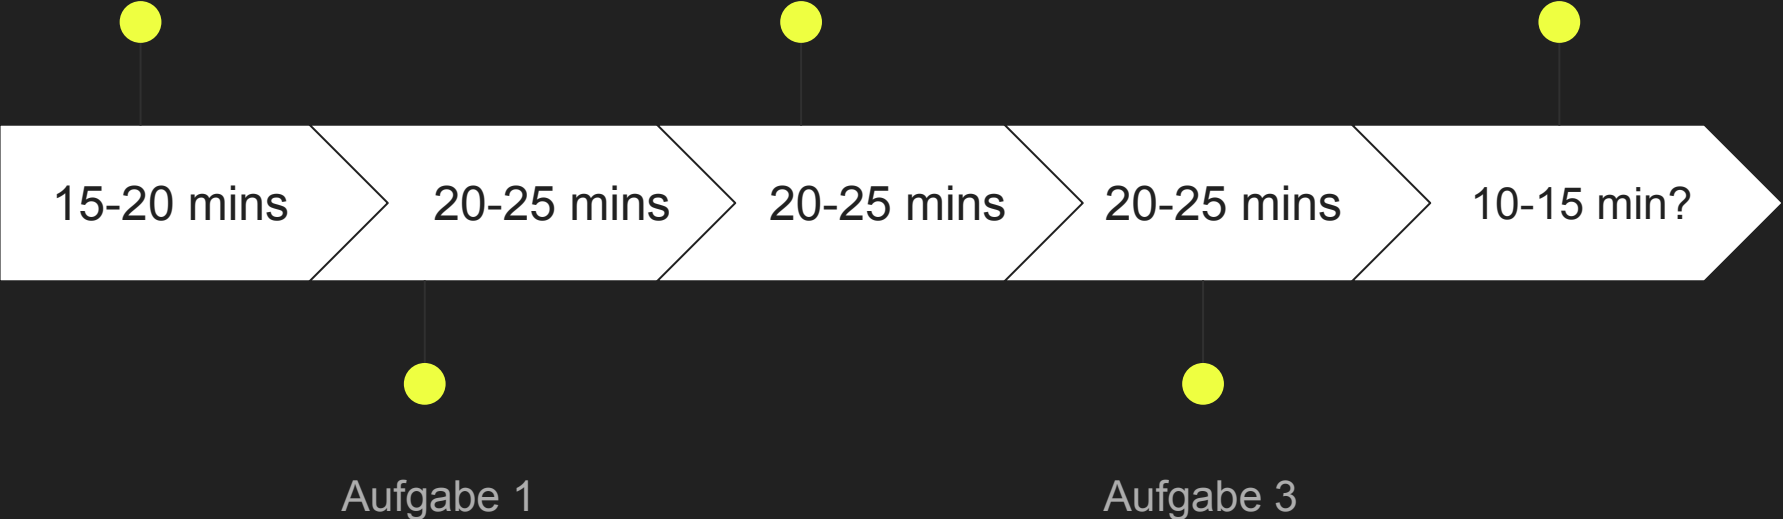 15-20 mins
20-25 mins
20-25 mins
20-25 mins
10-15 min?
Aufgabe 1
Aufgabe 3